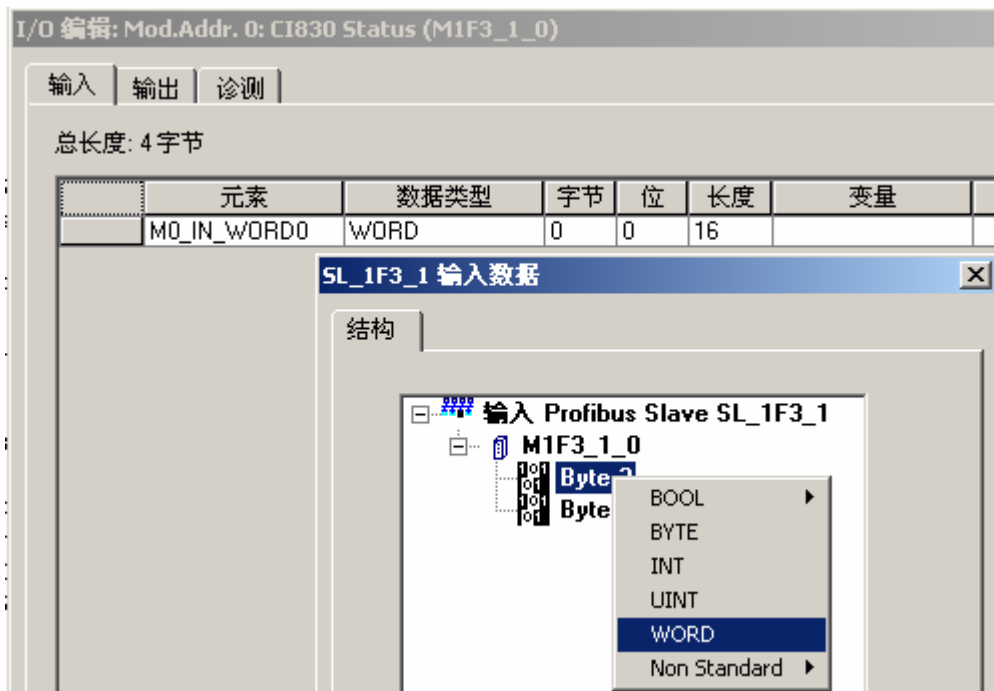 I/O 编辑: Mod.Addr. 0: CI830 Status (M1F3_1_0)
输入 输出 诊测
总长度: 4字节
元素 数据类型 字节 位 长度 变量
M0_IN_WORD0 WORD 0 0 16
SL_1F3_1 输入数据
结构
输入 Profibus Slave SL_1F3_1
M1F3_1_0
Byte
Byte
BOOL
BYTE
INT
UINT
WORD
Non Standard